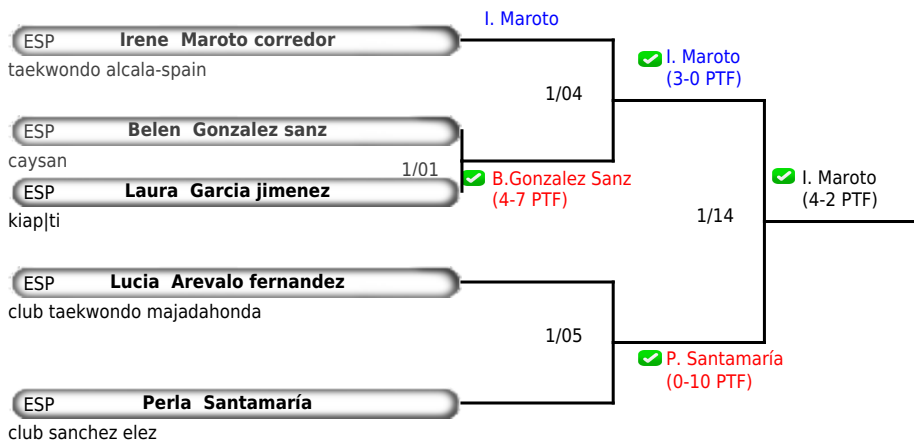 I. Maroto
ESP Irene Maroto corredor
taekwondo alcala-spain
I. Maroto
(3-0 PTF)
1/04
ESP Belen Gonzalez sanz
caysan
1/01
B.Gonzalez Sanz
(4-7 PTF)
ESP Laura Garcia jimenez
kiap|ti
I. Maroto
(4-2 PTF)
1/14
ESP Lucia Arevalo fernandez
club taekwondo majadahonda
1/05
P. Santamaría
(0-10 PTF)
ESP Perla Santamaría
club sanchez elez